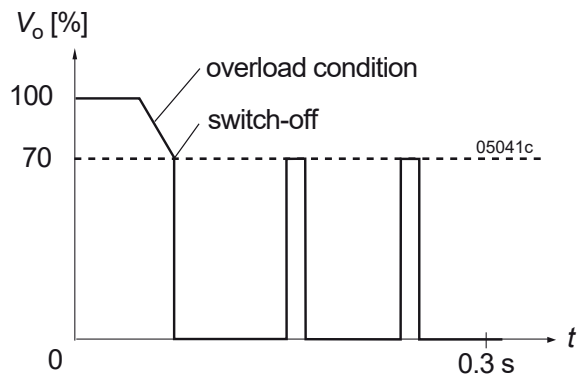 Vo [%]
overload condition
100
switch-off
70
05041c
t
0
0.3 s